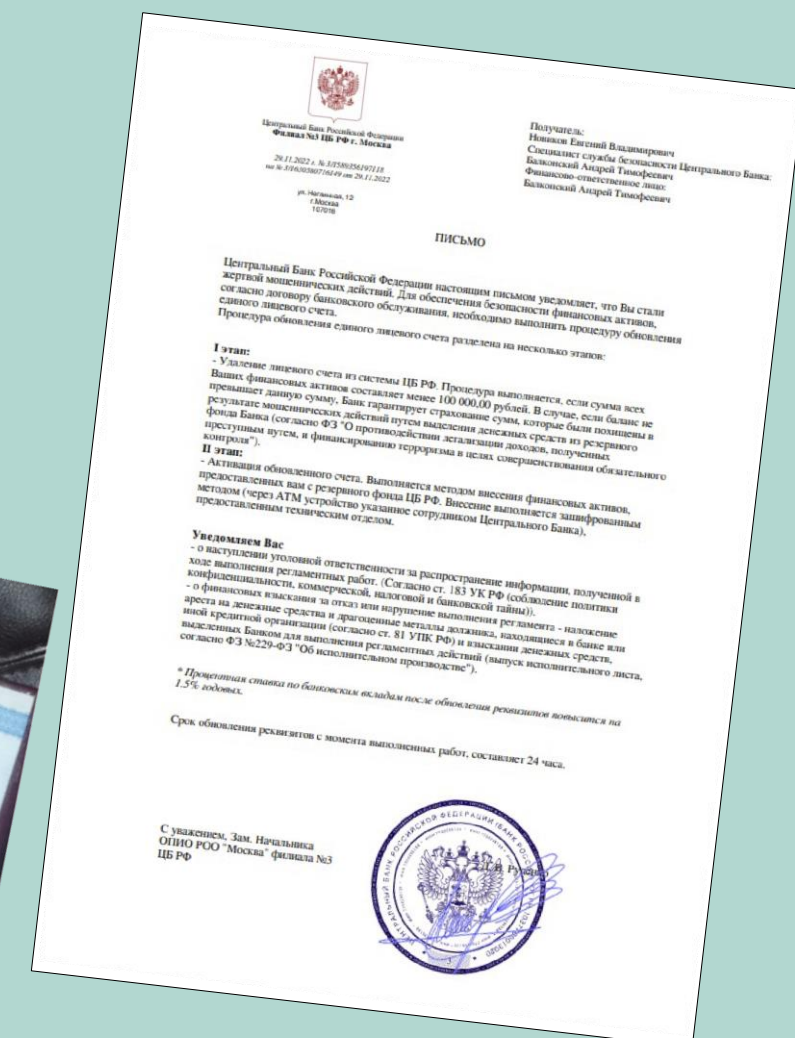 Центральный Банк Российской Федерации
Филиал №3 ЦБ РФ г. Москва
29.11.2022 г.
от 29.11.2022
ул. Неглинная, 12
г.Москва
107016
Получатель:
Новиков Евгений Владимирович
Специалист службы безопасности Центрального Банка:
Балконский Андрей Тимофеевич
Финансово-ответственное лицо:
Балконский Андрей Тимофеевич
ПИСЬМО
Центральный Банк Российской Федерации настоящим письмом уведомляет, что Вы стали
жертвой мошеннических действий. Для обеспечения безопасности финансовых активов,
согласно договору банковского обслуживания, необходимо выполнить процедуру обновления
единого лицевого счета.
Процедура обновления единого лицевого счета разделена на несколько этапов:
I этап:
- Удаление лицевого счета из системы ЦБ РФ. Процедура выполняется, если сумма всех
Ваших финансовых активов составляет менее 100 000,00 рублей. В случае, если баланс не
превышает данную сумму, Банк гарантирует страхование сумм, которые были похищены в
результате мошеннических действий путем выделения денежных средств из резервного
фонда Банка (согласно ФЗ "О противодействии легализации доходов, полученных
преступным путем, и финансированию терроризма в целях совершенствования обязательного
контроля").
II этап:
- Активация обновленного счета. Выполняется методом внесения финансовых активов,
предоставленных вам с резервного фонда ЦБ РФ. Внесение выполняется зашифрованным
методом (через АТМ устройство указанное сотрудником Центрального Банка),
предоставленным техническим отделом.
Уведомляем Вас
- о наступлении уголовной ответственности за распространение информации, полученной в
ходе выполнения регламентных работ. (Согласно ст. 183 УК РФ (соблюдение политики
конфиденциальности, коммерческой, налоговой и банковской тайны)).
- о финансовых взысканиях за отказ или нарушение выполнения регламента - наложение
ареста на денежные средства и драгоценные металлы должника, находящиеся в банке или
иной кредитной организации (согласно ст. 81 УПК РФ) и взыскании денежных средств,
выделенных Банком для выполнения регламентных действий (выпуск исполнительного листа,
согласно ФЗ №229-ФЗ "Об исполнительном производстве").
* Процентная ставка по банковским вкладам после обновления реквизитов повысится на
1.5% годовых.
Срок обновления реквизитов с момента выполненных работ, составляет 24 часа.
С уважением, Зам. Начальника
ОПИО РОО "Москва" филиала №3
ЦБ РФ